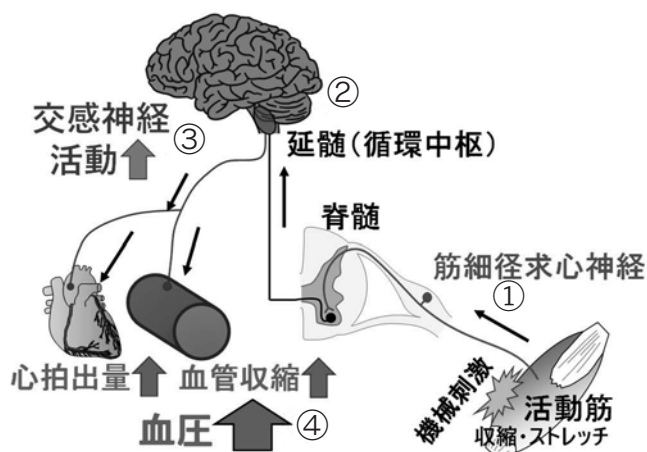 ②
交感神経
活動
③
延髄（循環中枢）
脊髄
筋細径求心神経
①
機械刺激
活動筋
収縮・ストレッチ
心拍出量
血管収縮
血圧
④